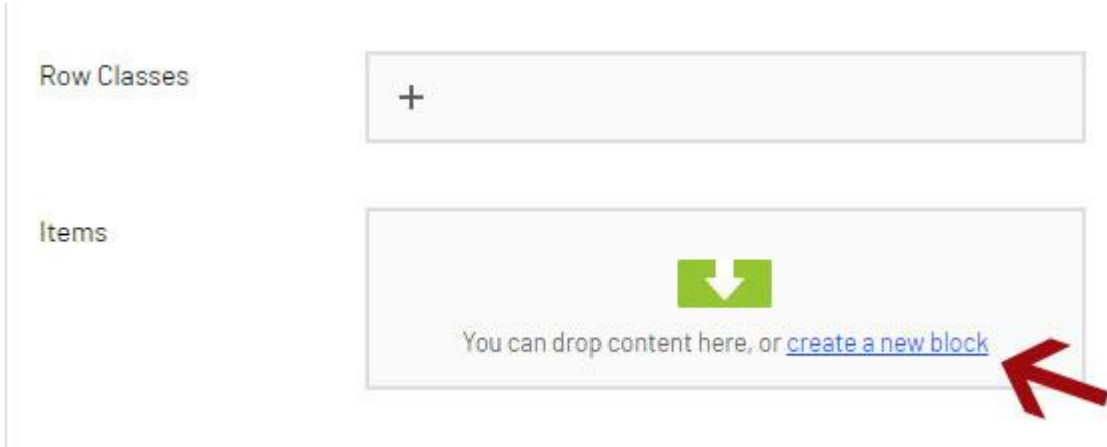 Row Classes
+
Items
You can drop content here, or create a new block